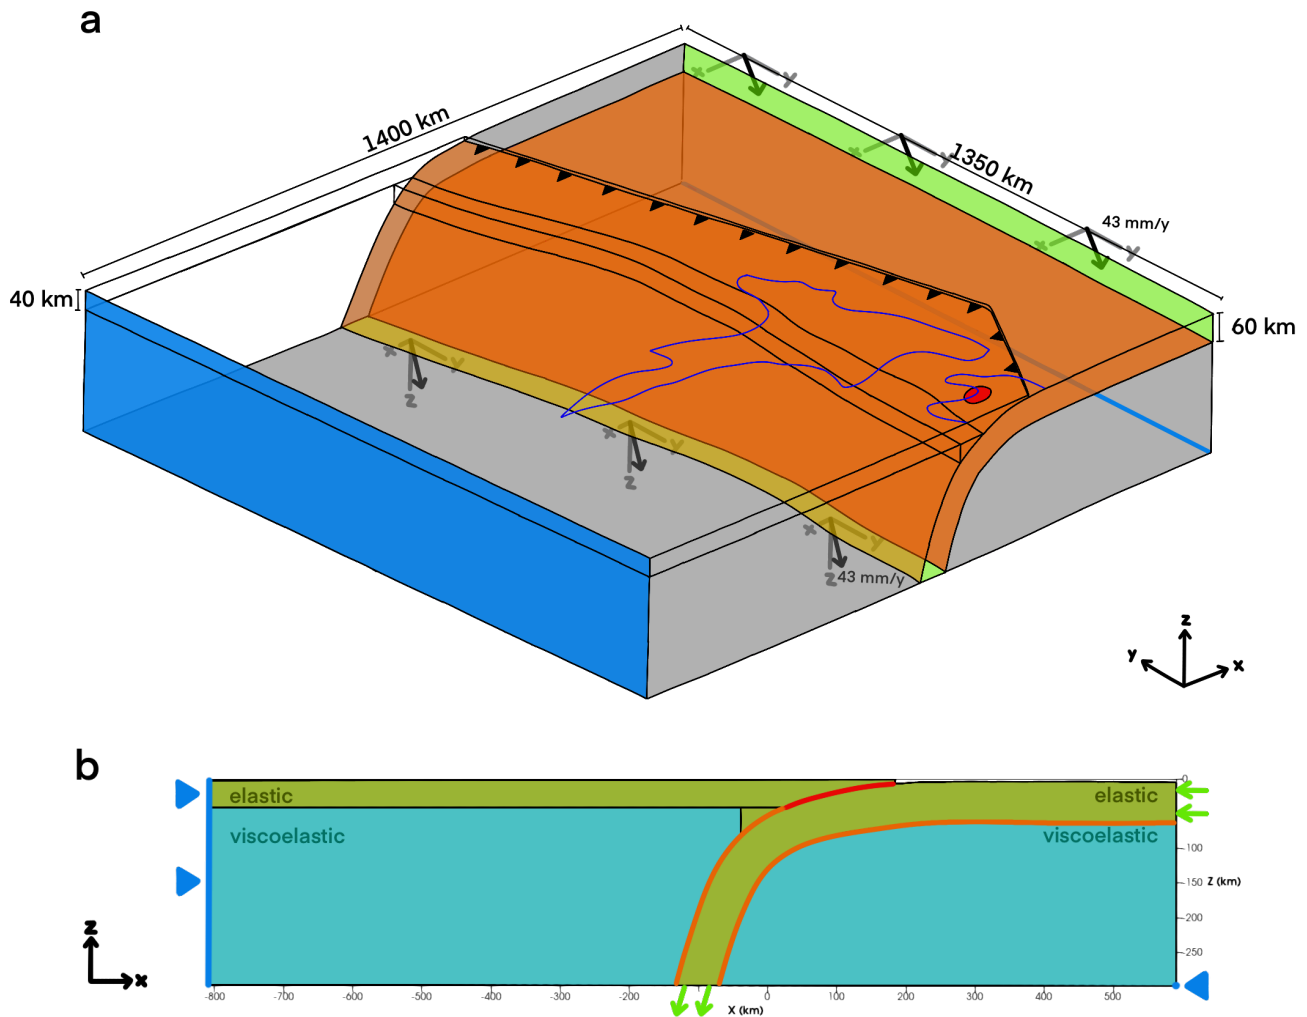 a
1400 km
x
y
x
y
1350 km
43 mm/y
x
y
40 km
60 km
x
y
z
x
y
z
x
y
z
43 mm/y
z
y
x
b
elastic
elastic
0
viscoelastic
viscoelastic
-100
-150
Z (km)
-200
z
-250
x
-800
-700
-600
-500
-400
-300
-200
-100
0
100
200
300
400
500
X (km)